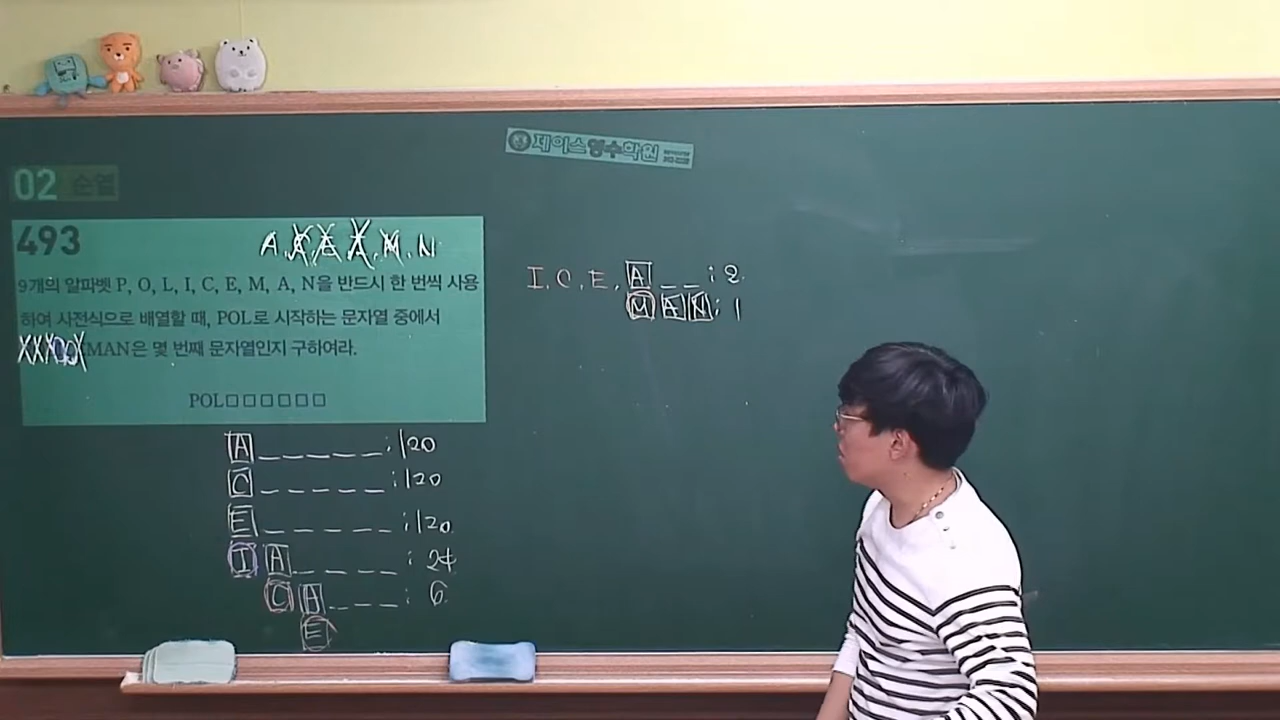 제이스영수학원
02 순열
493
A, C, E, I, M, N
9개의 알파벳 P, O, L, I, C, E, M, A, N을 반드시 한 번씩 사용
하여 사전식으로 배열할 때, POL로 시작하는 문자열 중에서
MAN은 몇 번째 문자열인지 구하여라.
POL□□□□□□
A _ _ _ _ _ : 120
C _ _ _ _ _ : 120
E _ _ _ _ _ : 120
I A _ _ _ _ : 24
C A _ _ _ : 6
E
I, C, E, A _ _ : 2
M A N : 1